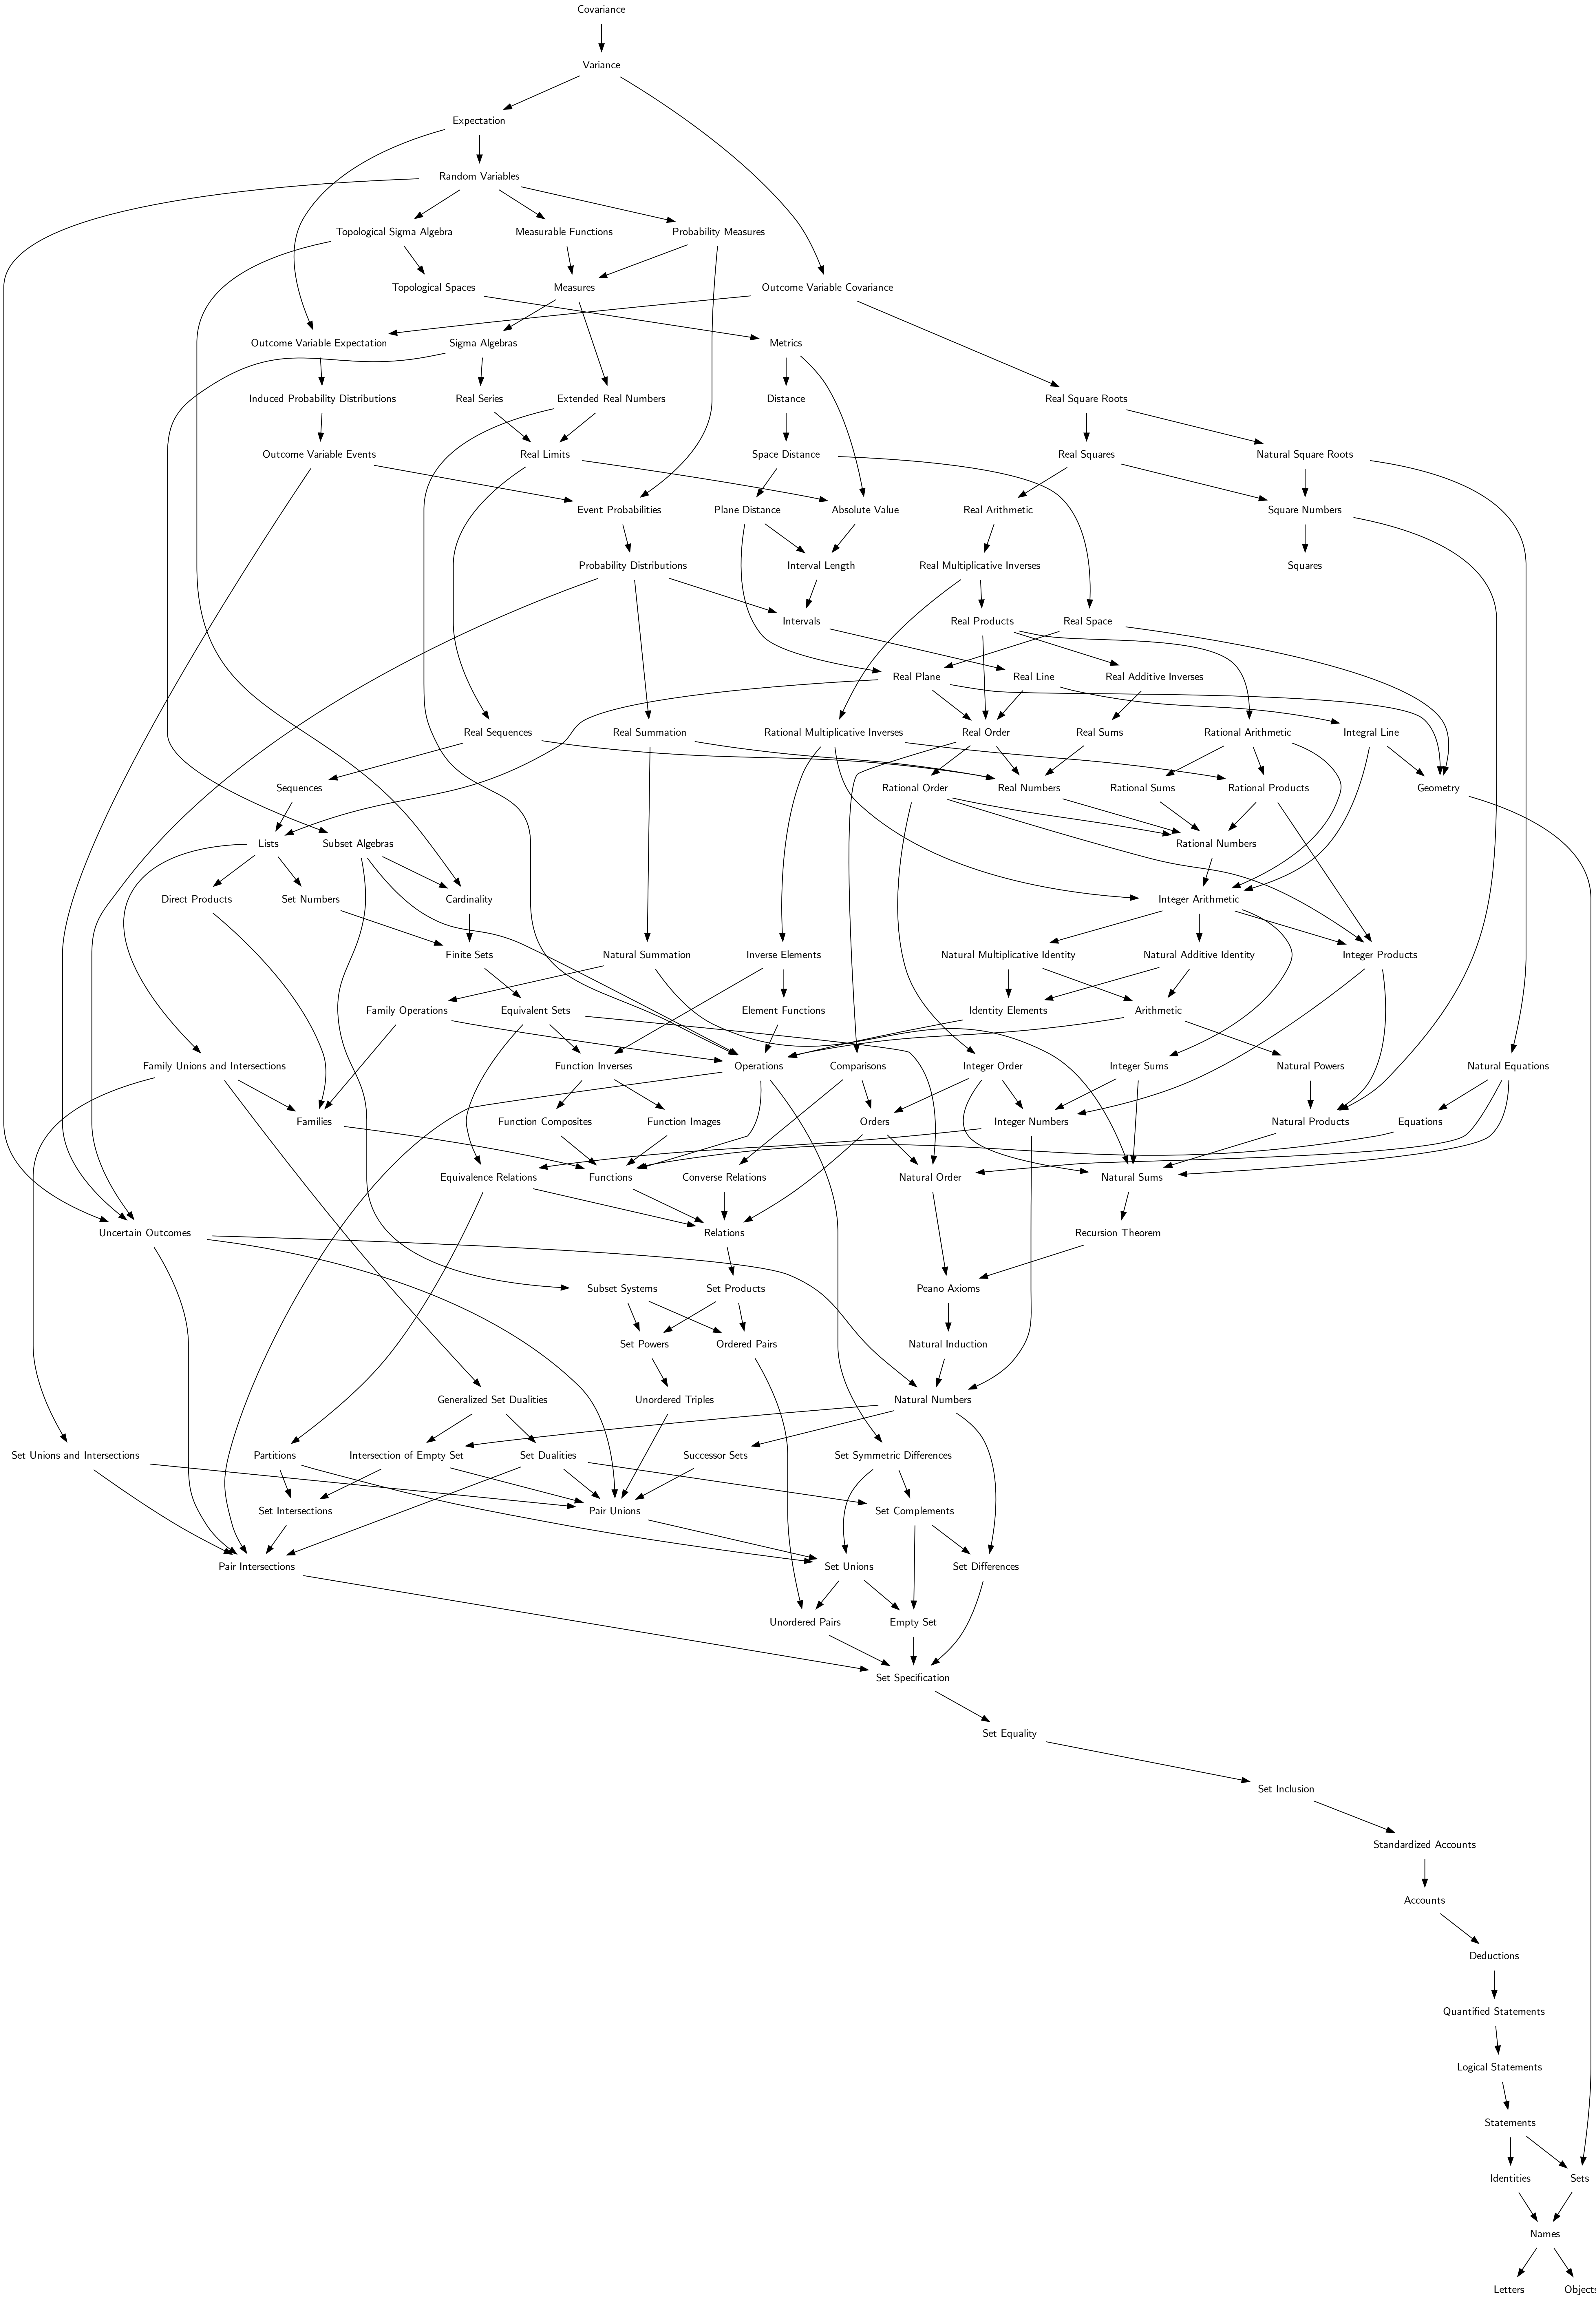 Covariance
Variance
Expectation
Random Variables
Topological Sigma Algebra
Measurable Functions
Probability Measures
Topological Spaces
Measures
Outcome Variable Covariance
Outcome Variable Expectation
Sigma Algebras
Metrics
Induced Probability Distributions
Real Series
Extended Real Numbers
Distance
Real Square Roots
Outcome Variable Events
Real Limits
Space Distance
Real Squares
Natural Square Roots
Event Probabilities
Plane Distance
Absolute Value
Real Arithmetic
Square Numbers
Probability Distributions
Interval Length
Real Multiplicative Inverses
Squares
Intervals
Real Products
Real Space
Real Plane
Real Line
Real Additive Inverses
Real Sequences
Real Summation
Rational Multiplicative Inverses
Real Order
Real Sums
Rational Arithmetic
Integral Line
Sequences
Rational Order
Real Numbers
Rational Sums
Rational Products
Geometry
Lists
Subset Algebras
Rational Numbers
Direct Products
Set Numbers
Cardinality
Integer Arithmetic
Finite Sets
Natural Summation
Inverse Elements
Natural Multiplicative Identity
Natural Additive Identity
Integer Products
Family Operations
Equivalent Sets
Element Functions
Identity Elements
Arithmetic
Family Unions and Intersections
Function Inverses
Operations
Comparisons
Integer Order
Integer Sums
Natural Powers
Natural Equations
Families
Function Composites
Function Images
Orders
Integer Numbers
Natural Products
Equations
Equivalence Relations
Functions
Converse Relations
Natural Order
Natural Sums
Uncertain Outcomes
Relations
Recursion Theorem
Subset Systems
Set Products
Peano Axioms
Set Powers
Ordered Pairs
Natural Induction
Generalized Set Dualities
Unordered Triples
Natural Numbers
Set Unions and Intersections
Partitions
Intersection of Empty Set
Set Dualities
Successor Sets
Set Symmetric Differences
Set Intersections
Pair Unions
Set Complements
Pair Intersections
Set Unions
Set Differences
Unordered Pairs
Empty Set
Set Specification
Set Equality
Set Inclusion
Standardized Accounts
Accounts
Deductions
Quantified Statements
Logical Statements
Statements
Identities
Sets
Names
Letters
Objects